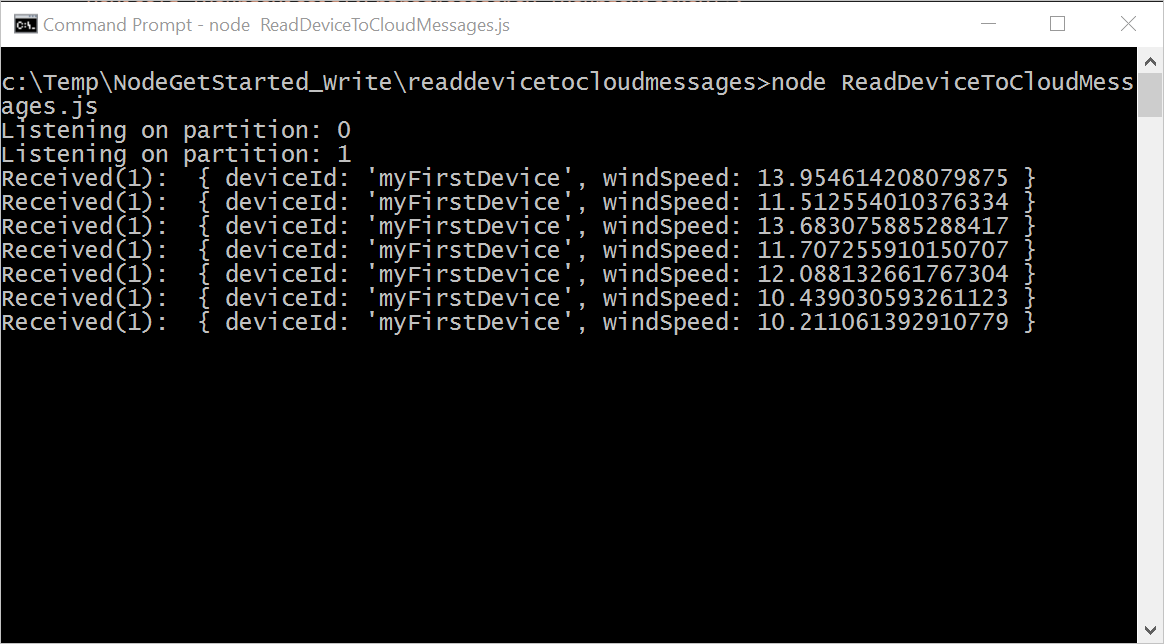 Command Prompt - node  ReadDeviceToCloudMessages.js
c:\Temp\NodeGetStarted_Write\readdevicetocloudmessages>node ReadDeviceToCloudMess
ages.js
Listening on partition: 0
Listening on partition: 1
Received(1):  { deviceId: 'myFirstDevice', windSpeed: 13.954614208079875 }
Received(1):  { deviceId: 'myFirstDevice', windSpeed: 11.512554010376334 }
Received(1):  { deviceId: 'myFirstDevice', windSpeed: 13.683075885288417 }
Received(1):  { deviceId: 'myFirstDevice', windSpeed: 11.707255910150707 }
Received(1):  { deviceId: 'myFirstDevice', windSpeed: 12.088132661767304 }
Received(1):  { deviceId: 'myFirstDevice', windSpeed: 10.439030593261123 }
Received(1):  { deviceId: 'myFirstDevice', windSpeed: 10.211061392910779 }